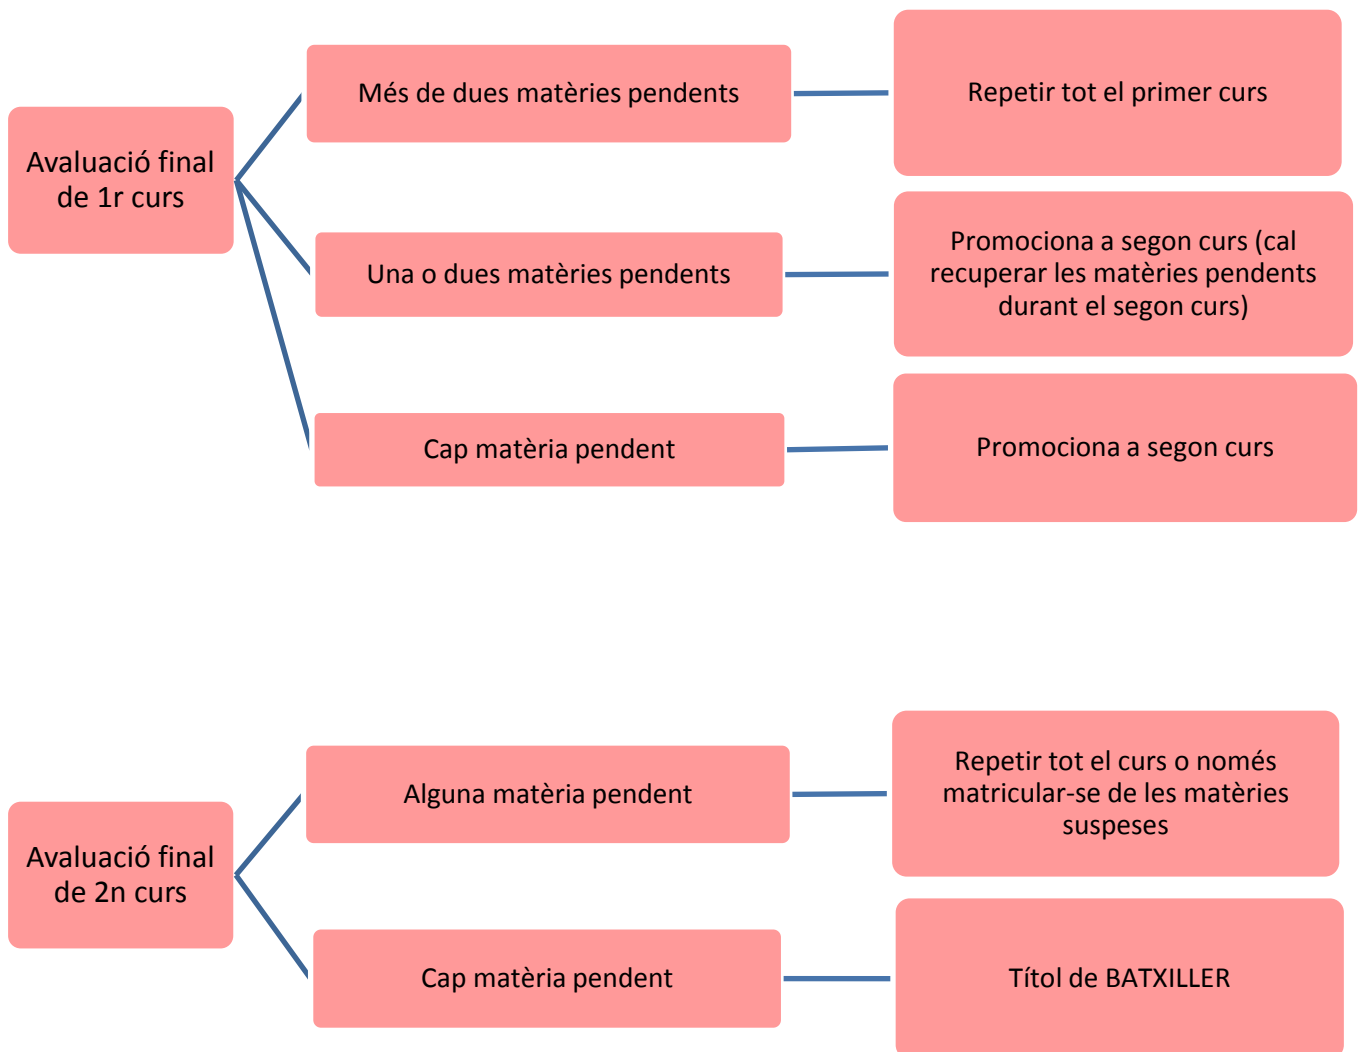 Avaluació final
de 1r curs
Més de dues matèries pendents
Repetir tot el primer curs
Una o dues matèries pendents
Promociona a segon curs (cal
recuperar les matèries pendents
durant el segon curs)
Cap matèria pendent
Promociona a segon curs
Avaluació final
de 2n curs
Alguna matèria pendent
Repetir tot el curs o només
matricular-se de les matèries
suspeses
Cap matèria pendent
Títol de BATXILLER